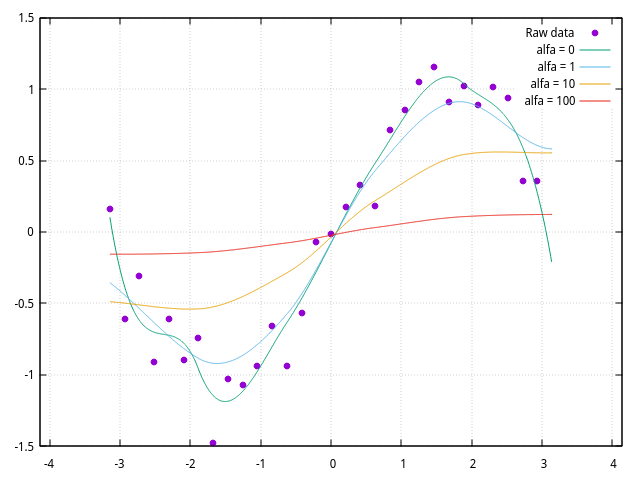 1.5
Raw data
alfa = 0
alfa = 1
1
alfa = 10
alfa = 100
0.5
0
-0.5
-1
-1.5
-4 -3 -2 -1 0 1 2 3 4